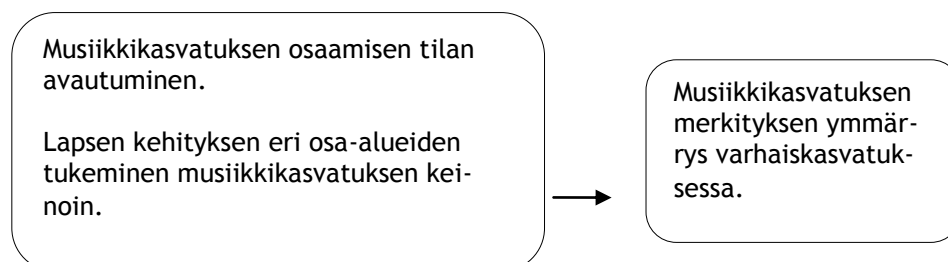 Musiikkikasvatuksen osaamisen tilan
avautuminen.
Lapsen kehityksen eri osa-alueiden
tukeminen musiikkikasvatuksen kei-
noin.
Musiikkikasvatuksen
merkityksen ymmär-
rys varhaiskasvatuk-
sessa.